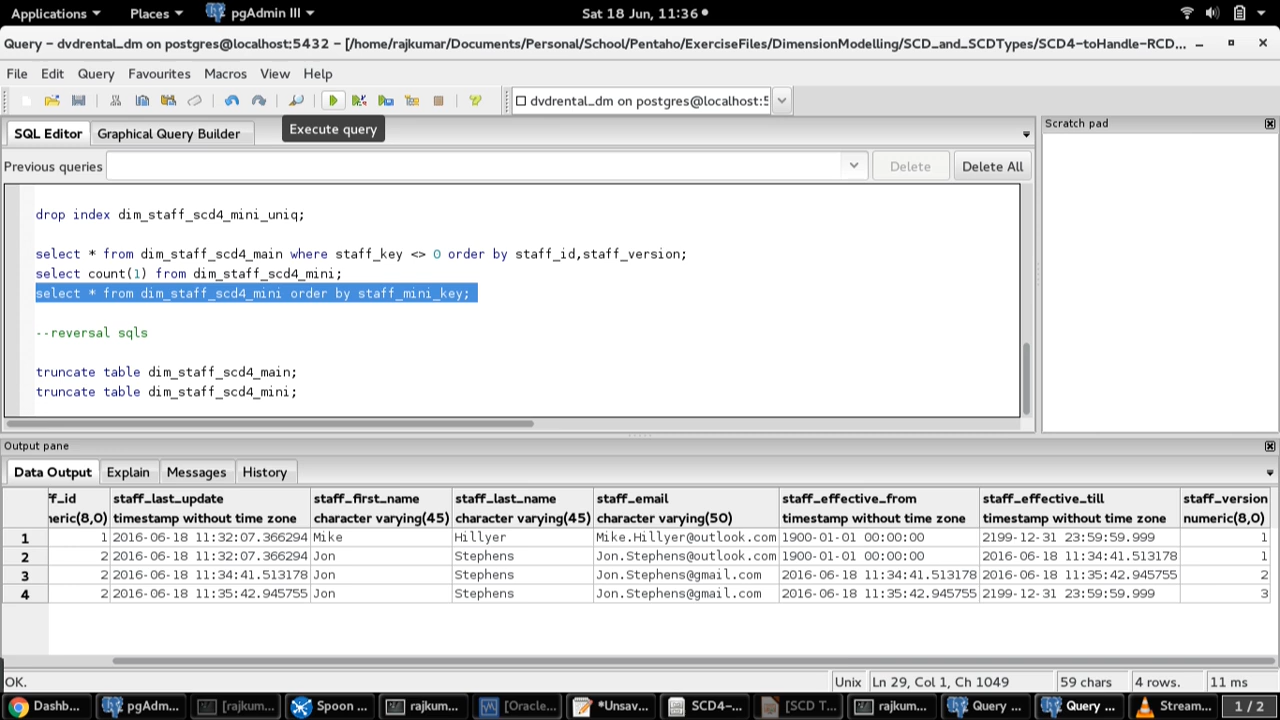 Applications Places pgAdmin III Sat 18 Jun, 11:36
Query - dvdrental_dm on postgres@localhost:5432 - [/home/rajkumar/Documents/Personal/School/Pentaho/ExerciseFiles/DimensionModelling/SCD_and_SCDTypes/SCD4-toHandle-RCD...
File Edit Query Favourites Macros View Help
dvdrental_dm on postgres@localhost:5
SQL Editor Graphical Query Builder
Execute query
Scratch pad
Previous queries Delete Delete All
drop index dim_staff_scd4_mini_uniq;
select * from dim_staff_scd4_main where staff_key <> 0 order by staff_id,staff_version;
select count(1) from dim_staff_scd4_mini;
select * from dim_staff_scd4_mini order by staff_mini_key;
--reversal sqls
truncate table dim_staff_scd4_main;
truncate table dim_staff_scd4_mini;
Output pane
Data Output Explain Messages History
ff_id staff_last_update staff_first_name staff_last_name staff_email staff_effective_from staff_effective_till staff_version
neric(8,0) timestamp without time zone character varying(45) character varying(45) character varying(50) timestamp without time zone timestamp without time zone numeric(8,0)
1 1 2016-06-18 11:32:07.366294 Mike Hillyer Mike.Hillyer@outlook.com 1900-01-01 00:00:00 2199-12-31 23:59:59.999 1
2 2 2016-06-18 11:32:07.366294 Jon Stephens Jon.Stephens@outlook.com 1900-01-01 00:00:00 2016-06-18 11:34:41.513178 1
3 2 2016-06-18 11:34:41.513178 Jon Stephens Jon.Stephens@gmail.com 2016-06-18 11:34:41.513178 2016-06-18 11:35:42.945755 2
4 2 2016-06-18 11:35:42.945755 Jon Stephens Jon.Stephens@gmail.com 2016-06-18 11:35:42.945755 2199-12-31 23:59:59.999 3
OK. Unix Ln 29, Col 1, Ch 1049 59 chars 4 rows. 11 ms
Dashb... pgAdm... [rajkum... Spoon ... rajkum... [Oracle... *Unsav... SCD4-... [SCD T... rajkum... Query ... Query ... Stream... 1 / 2